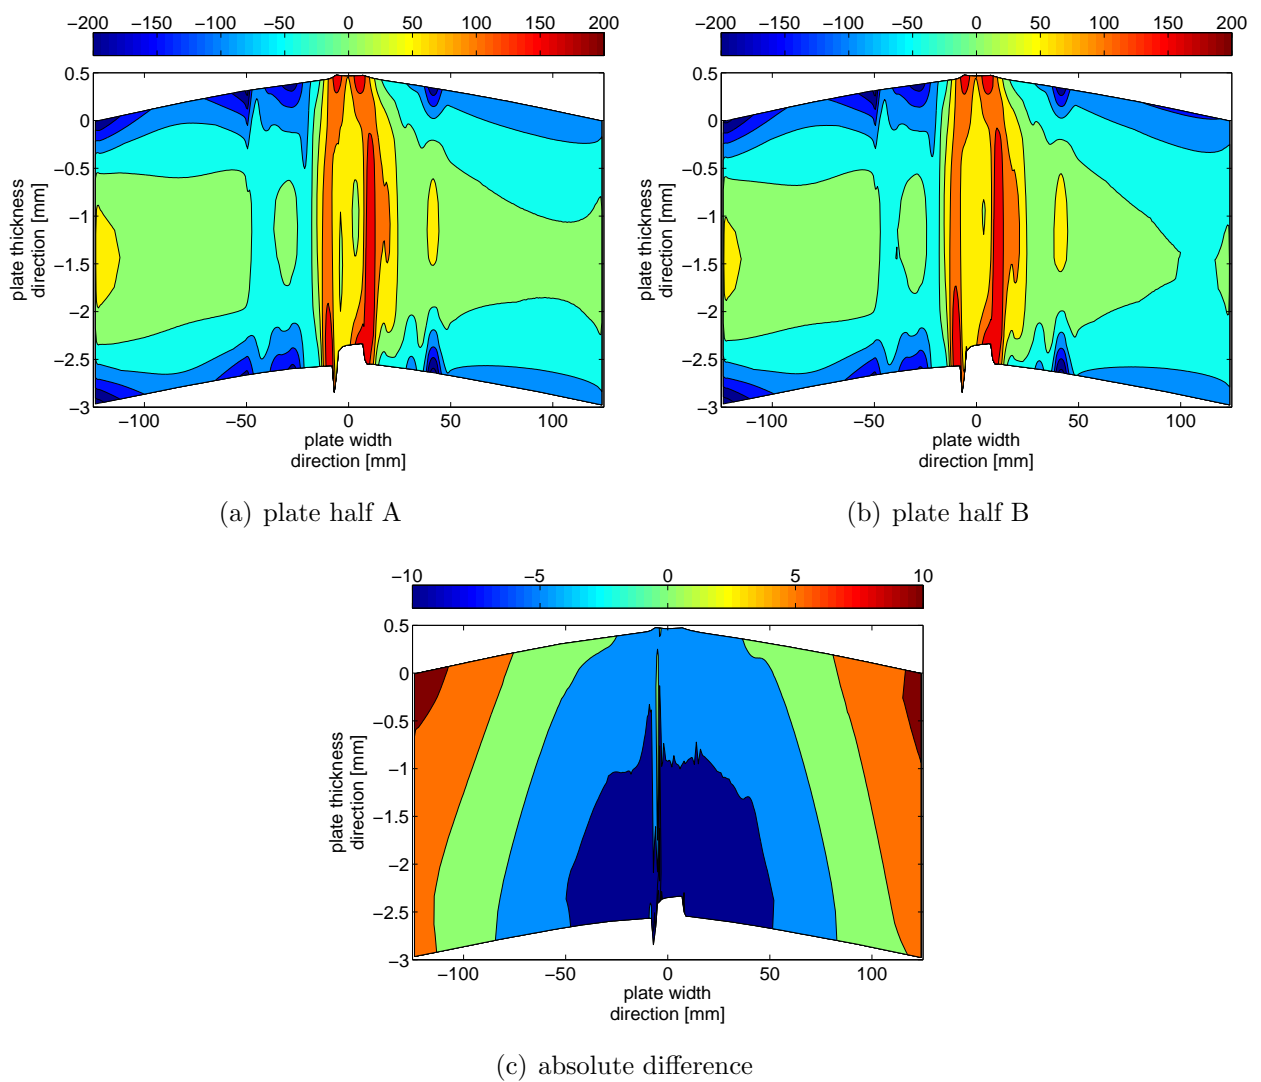 −200 −150 −100 −50 0 50 100 150 200
0.5
0
−0.5
−1
−1.5
−2
−2.5
−3
plate thickness
direction [mm]
−100 −50 0 50 100
plate width
direction [mm]
(a) plate half A
−200 −150 −100 −50 0 50 100 150 200
0.5
0
−0.5
−1
−1.5
−2
−2.5
−3
plate thickness
direction [mm]
−100 −50 0 50 100
plate width
direction [mm]
(b) plate half B
−10 −5 0 5 10
0.5
0
−0.5
−1
−1.5
−2
−2.5
−3
plate thickness
direction [mm]
−100 −50 0 50 100
plate width
direction [mm]
(c) absolute difference